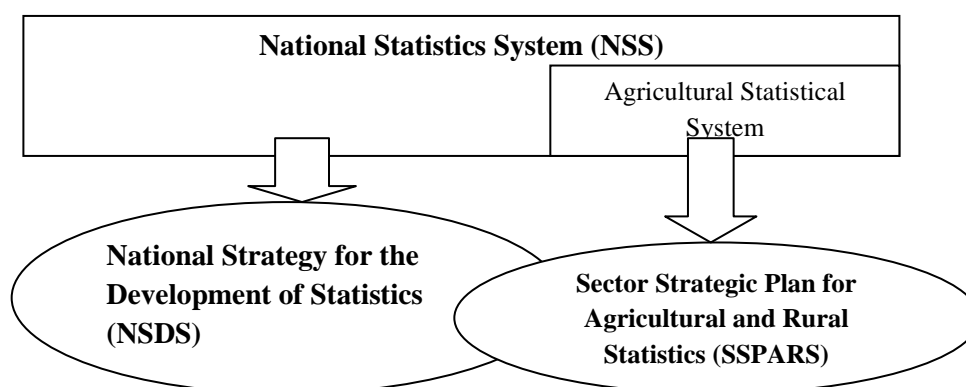 National Statistics System (NSS)
Agricultural Statistical
System
National Strategy for the
Development of Statistics
(NSDS)
Sector Strategic Plan for
Agricultural and Rural
Statistics (SSPARS)